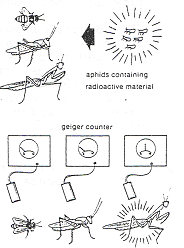 aphids containing
radioactive material
geiger counter